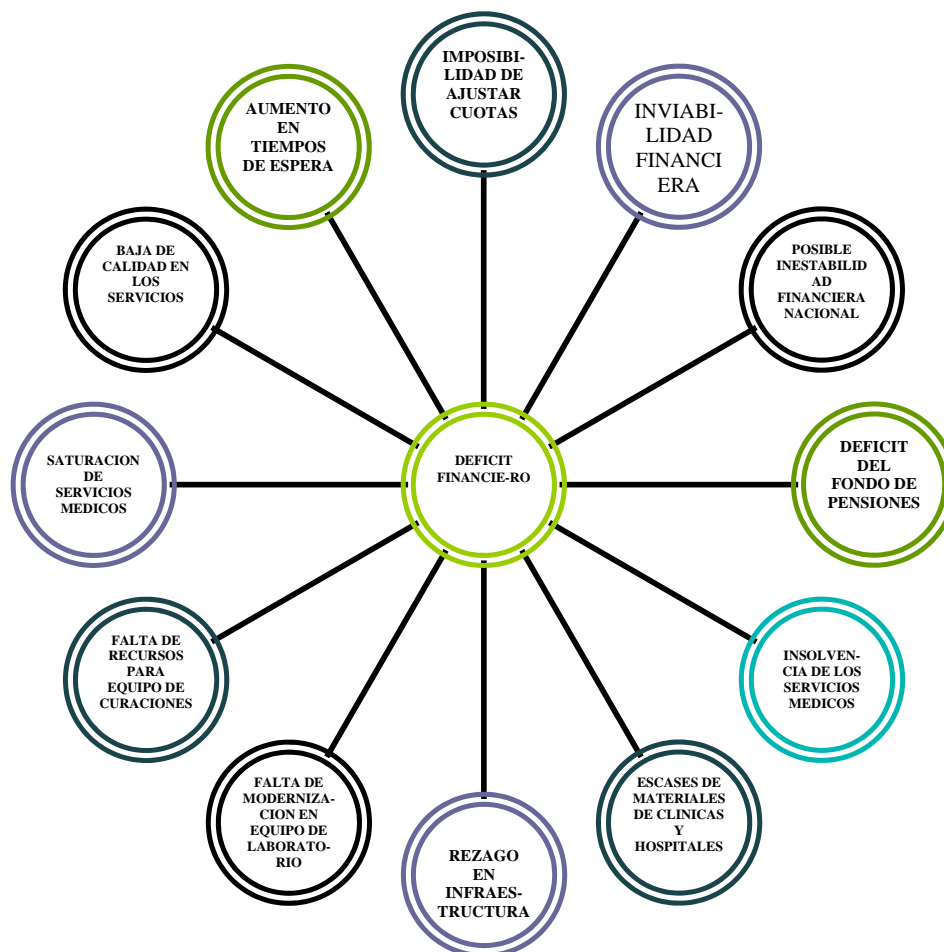 IMPOSIBI-
LIDAD DE
AJUSTAR
CUOTAS
INVIABI-
LIDAD
FINANCI
ERA
POSIBLE
INESTABILID
AD
FINANCIERA
NACIONAL
DEFICIT
DEL
FONDO DE
PENSIONES
INSOLVEN-
CIA DE LOS
SERVICIOS
MEDICOS
ESCASES DE
MATERIALES
DE CLINICAS
Y
HOSPITALES
REZAGO
EN
INFRAES-
TRUCTURA
FALTA DE
MODERNIZA-
CION EN
EQUIPO DE
LABORATO-
RIO
FALTA DE
RECURSOS
PARA
EQUIPO DE
CURACIONES
SATURACION
DE
SERVICIOS
MEDICOS
BAJA DE
CALIDAD EN
LOS
SERVICIOS
AUMENTO
EN
TIEMPOS
DE ESPERA
DEFICIT
FINANCIE-RO